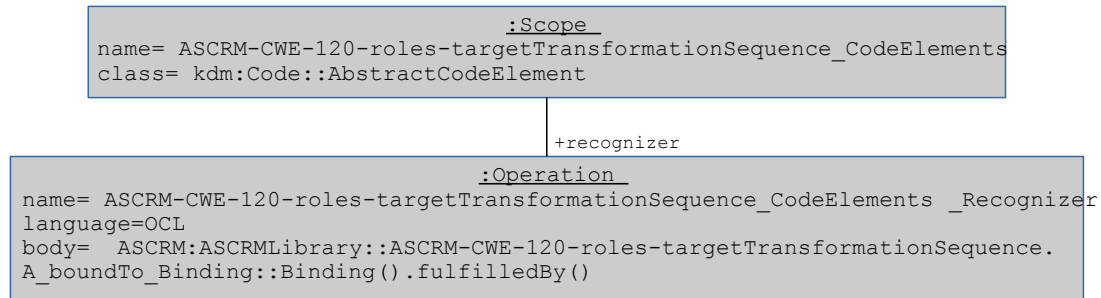 :Scope
name= ASCRM-CWE-120-roles-targetTransformationSequence_CodeElements
class= kdm:Code::AbstractCodeElement
+recognizer
:Operation
name= ASCRM-CWE-120-roles-targetTransformationSequence_CodeElements _Recognizer
language=OCL
body= ASCRM:ASCRMLibrary::ASCRM-CWE-120-roles-targetTransformationSequence.
A_boundTo_Binding::Binding().fulfilledBy()